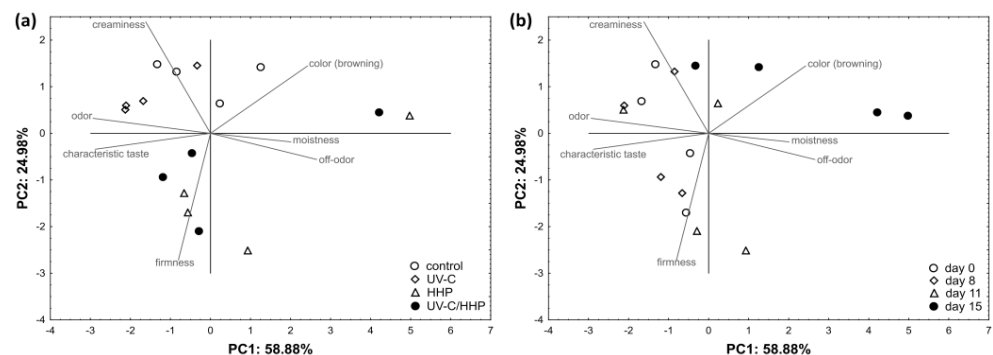 (a)
creaminess
color (browning)
odor
characteristic taste
moistness
off-odor
firmness
control
UV-C
HHP
UV-C/HHP
PC2: 24.98%
2
1
0
-1
-2
-3
-4
-4 -3 -2 -1 0 1 2 3 4 5 6 7
PC1: 58.88%
(b)
creaminess
color (browning)
odor
characteristic taste
moistness
off-odor
firmness
day 0
day 8
day 11
day 15
PC2: 24.98%
2
1
0
-1
-2
-3
-4
-4 -3 -2 -1 0 1 2 3 4 5 6 7
PC1: 58.88%